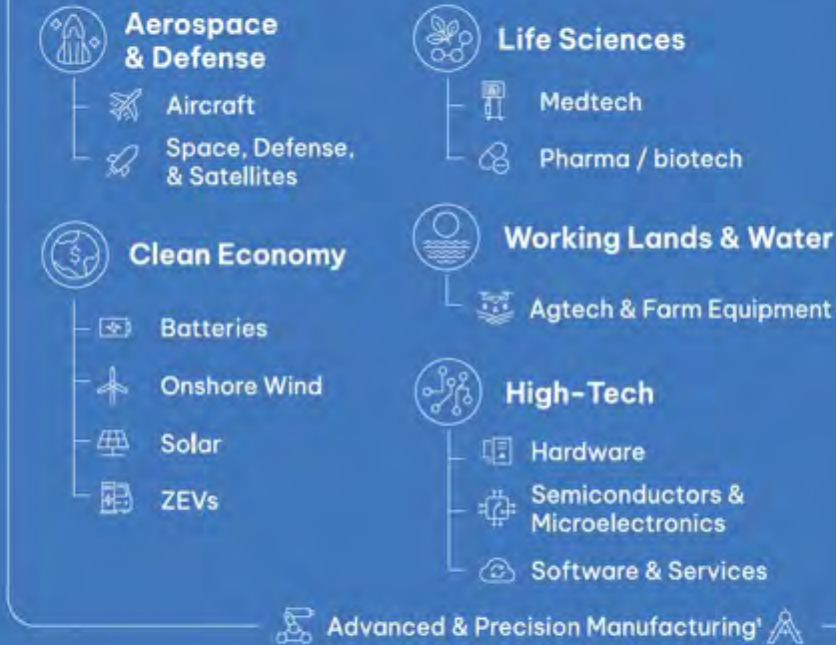 Aerospace
& Defense
Aircraft
Space, Defense,
& Satellites
Clean Economy
Batteries
Onshore Wind
Solar
ZEVs
Life Sciences
Medtech
Pharma / biotech
Working Lands & Water
Agtech & Farm Equipment
High-Tech
Hardware
Semiconductors &
Microelectronics
Software & Services
Advanced & Precision Manufacturing¹